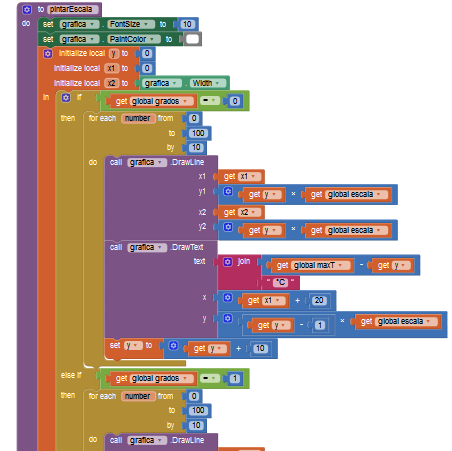 to pintarEscala
do set grafica . FontSize to 10
set grafica . PaintColor to
initialize local y to 0
initialize local x1 to 0
initialize local x2 to grafica . Width
in if get global grados = 0
then for each number from 0
to 100
by 10
do call grafica .DrawLine
x1 get x1
y1 get y × get global escala
x2 get x2
y2 get y × get global escala
call grafica .DrawText
text join get global maxT - get y
" °C "
x get x1 + 20
y get y - 1 × get global escala
set y to get y + 10
else if get global grados = 1
then for each number from 0
to 100
by 10
do call grafica .DrawLine